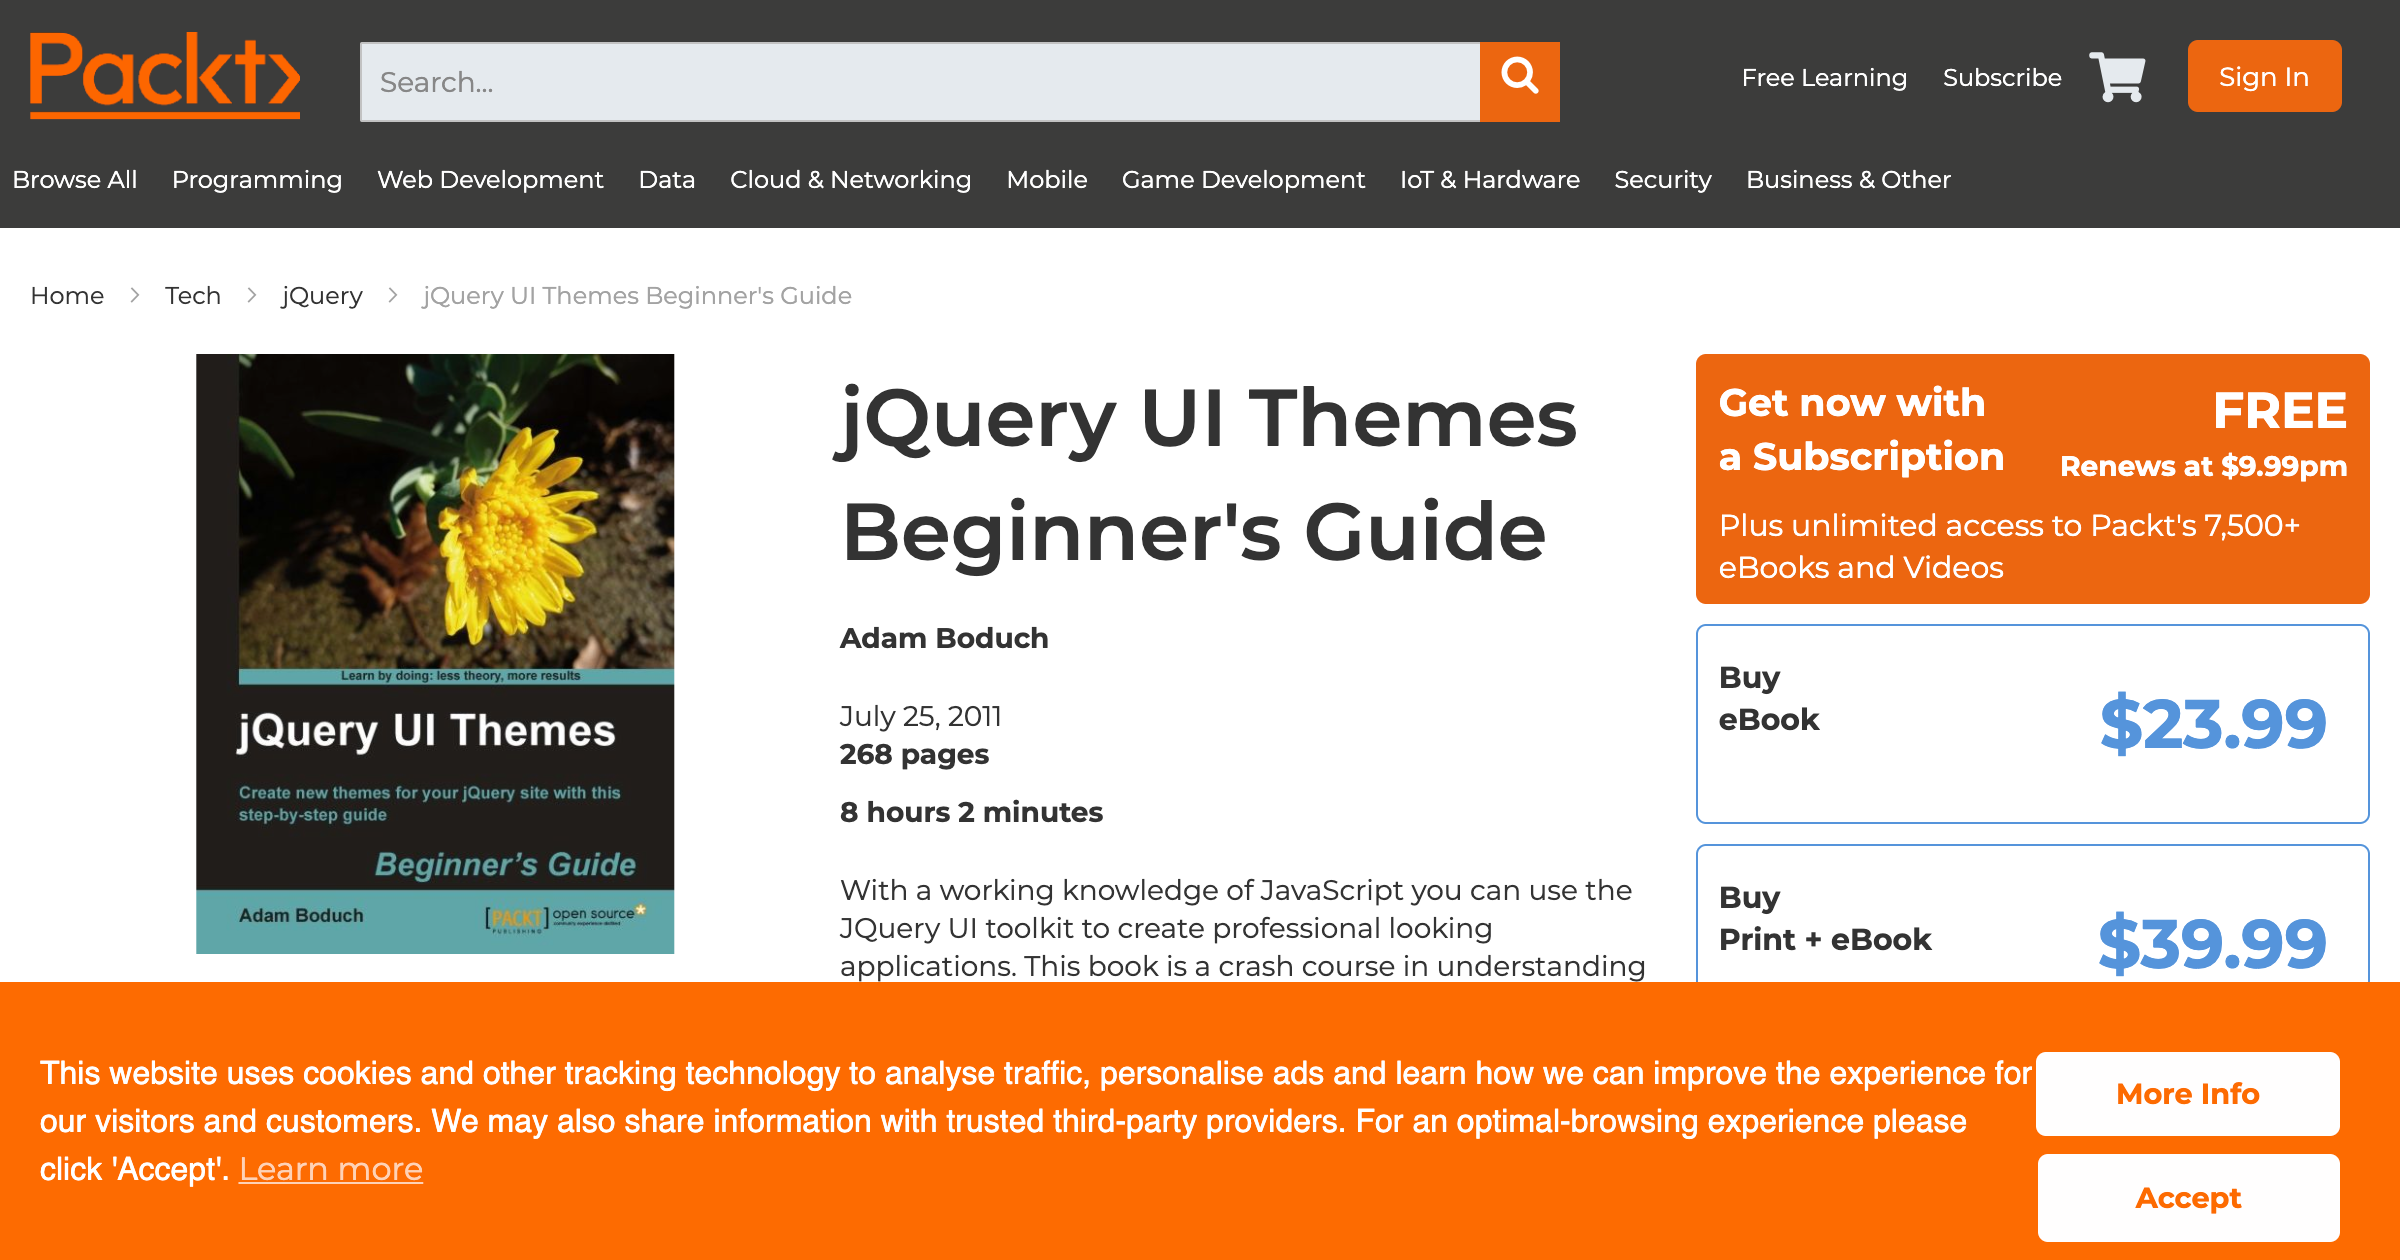 Packt>
Search...
Free Learning
Subscribe
Sign In
Browse All
Programming
Web Development
Data
Cloud & Networking
Mobile
Game Development
IoT & Hardware
Security
Business & Other
Home
Tech
jQuery
jQuery UI Themes Beginner's Guide
Learn by doing: less theory, more results
jQuery UI Themes
Create new themes for your jQuery site with this
step-by-step guide
Beginner's Guide
Adam Boduch
[PACKT]
PUBLISHING
open source*
jQuery UI Themes
Beginner's Guide
Adam Boduch
July 25, 2011
268 pages
8 hours 2 minutes
With a working knowledge of JavaScript you can use the
JQuery UI toolkit to create professional looking
applications. This book is a crash course in understanding
Get now with
a Subscription
FREE
Renews at $9.99pm
Plus unlimited access to Packt's 7,500+
eBooks and Videos
Buy
eBook
$23.99
Buy
Print + eBook
$39.99
This website uses cookies and other tracking technology to analyse traffic, personalise ads and learn how we can improve the experience for
our visitors and customers. We may also share information with trusted third-party providers. For an optimal-browsing experience please
click 'Accept'. Learn more
More Info
Accept